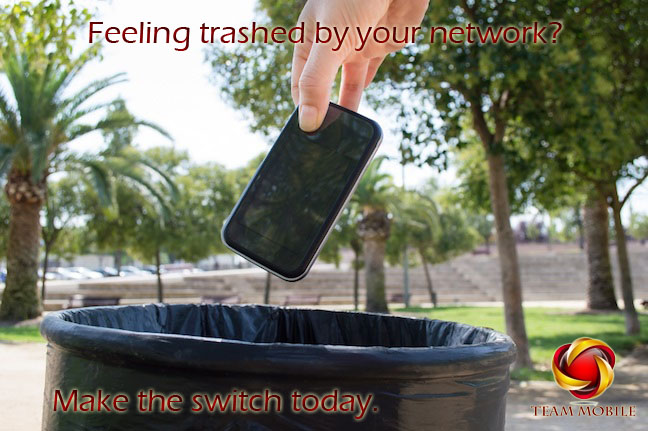 Feeling trashed by your network?
Make the switch today.
TEAM MOBILE